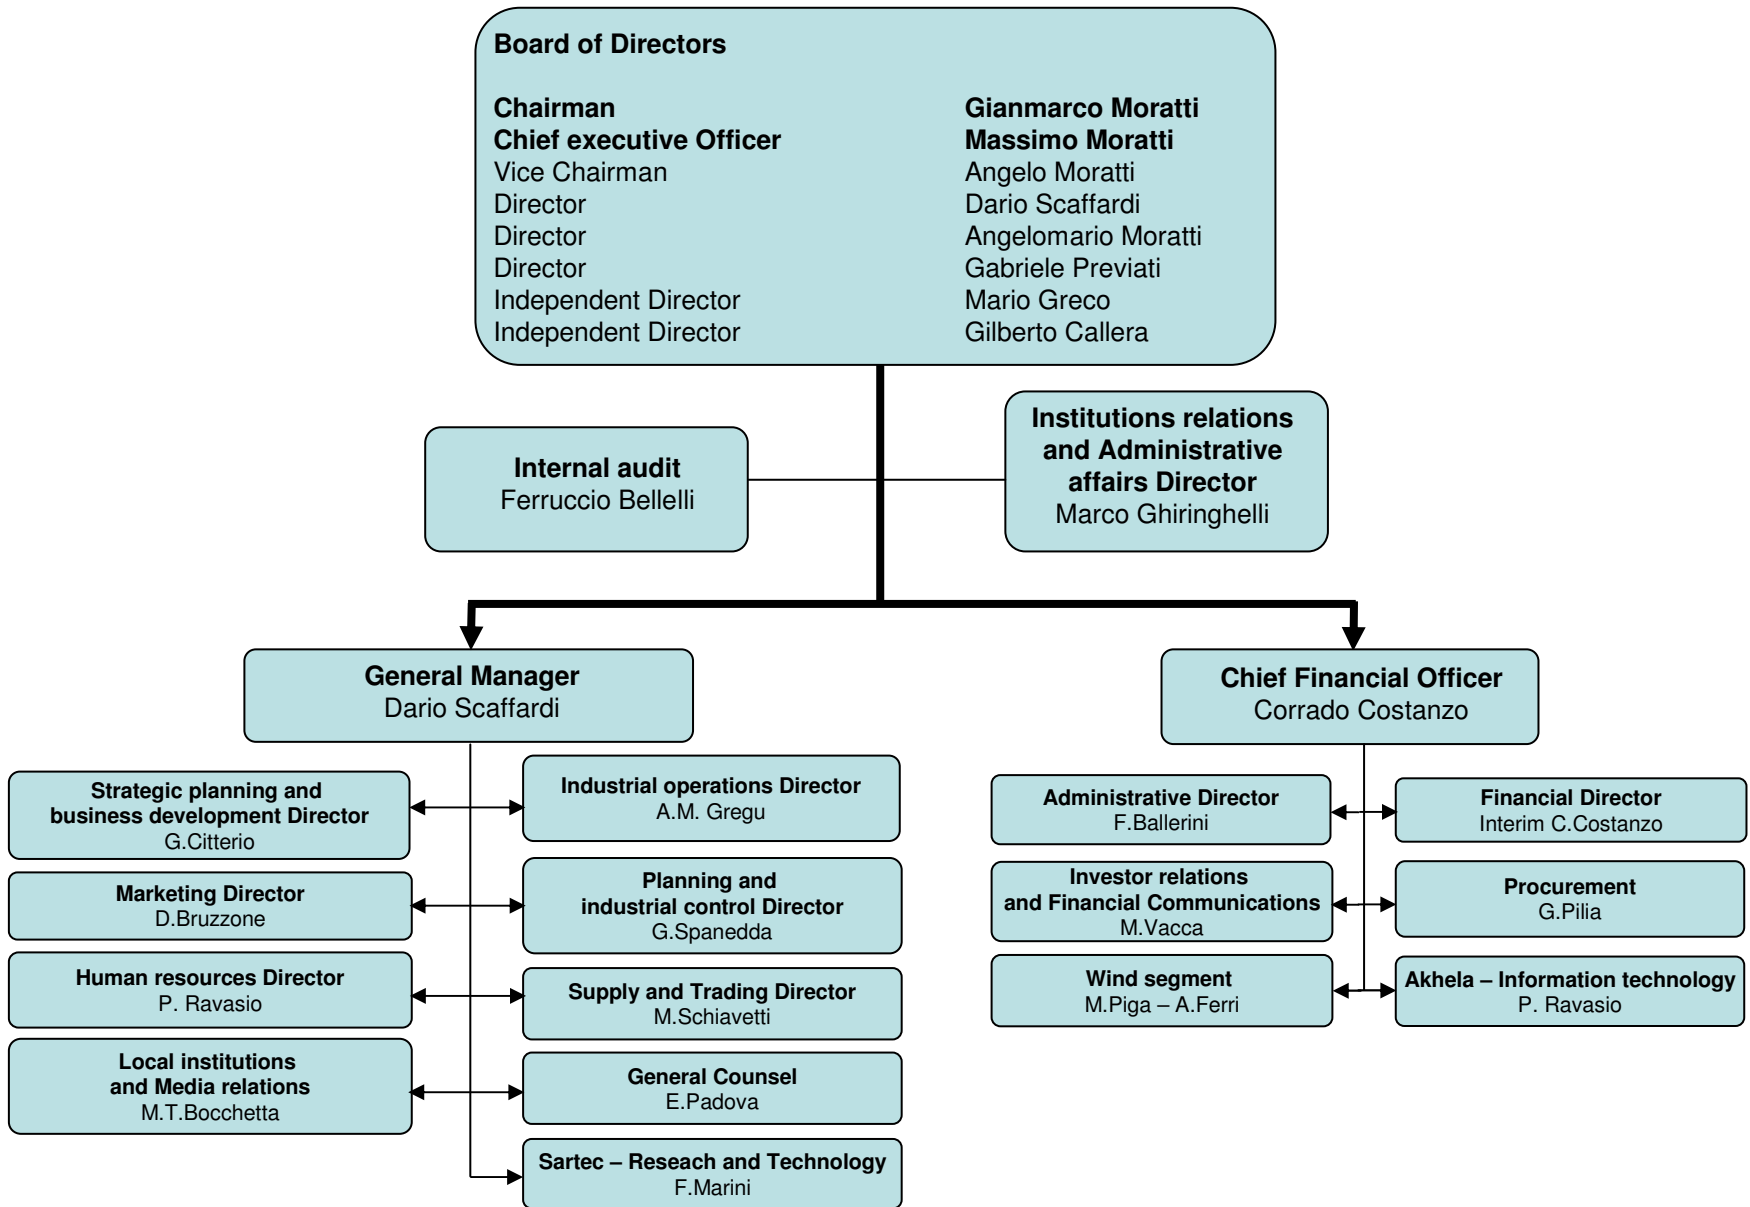 Board of Directors
Chairman Gianmarco Moratti
Chief executive Officer Massimo Moratti
Vice Chairman Angelo Moratti
Director Dario Scaffardi
Director Angelomario Moratti
Director Gabriele Previati
Independent Director Mario Greco
Independent Director Gilberto Callera
Internal audit
Ferruccio Bellelli
Institutions relations
and Administrative
affairs Director
Marco Ghiringhelli
General Manager
Dario Scaffardi
Chief Financial Officer
Corrado Costanzo
Strategic planning and
business development Director
G.Citterio
Industrial operations Director
A.M. Gregu
Marketing Director
D.Bruzzone
Planning and
industrial control Director
G.Spanedda
Human resources Director
P. Ravasio
Supply and Trading Director
M.Schiavetti
Local institutions
and Media relations
M.T.Bocchetta
General Counsel
E.Padova
Sartec – Reseach and Technology
F.Marini
Administrative Director
F.Ballerini
Financial Director
Interim C.Costanzo
Investor relations
and Financial Communications
M.Vacca
Procurement
G.Pilia
Wind segment
M.Piga – A.Ferri
Akhela – Information technology
P. Ravasio